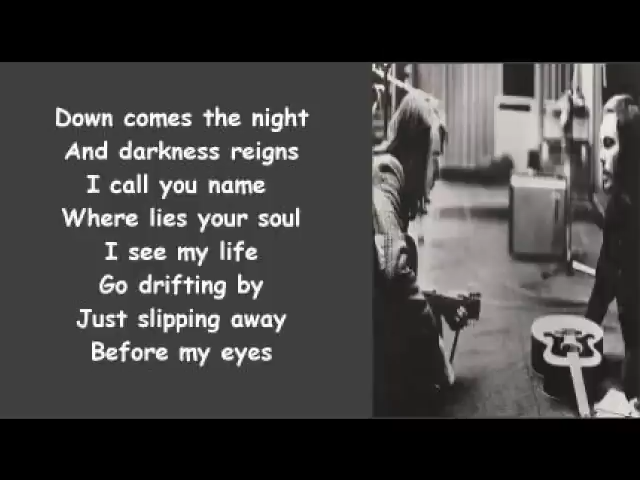 Down comes the night
And darkness reigns
I call you name
Where lies your soul
I see my life
Go drifting by
Just slipping away
Before my eyes